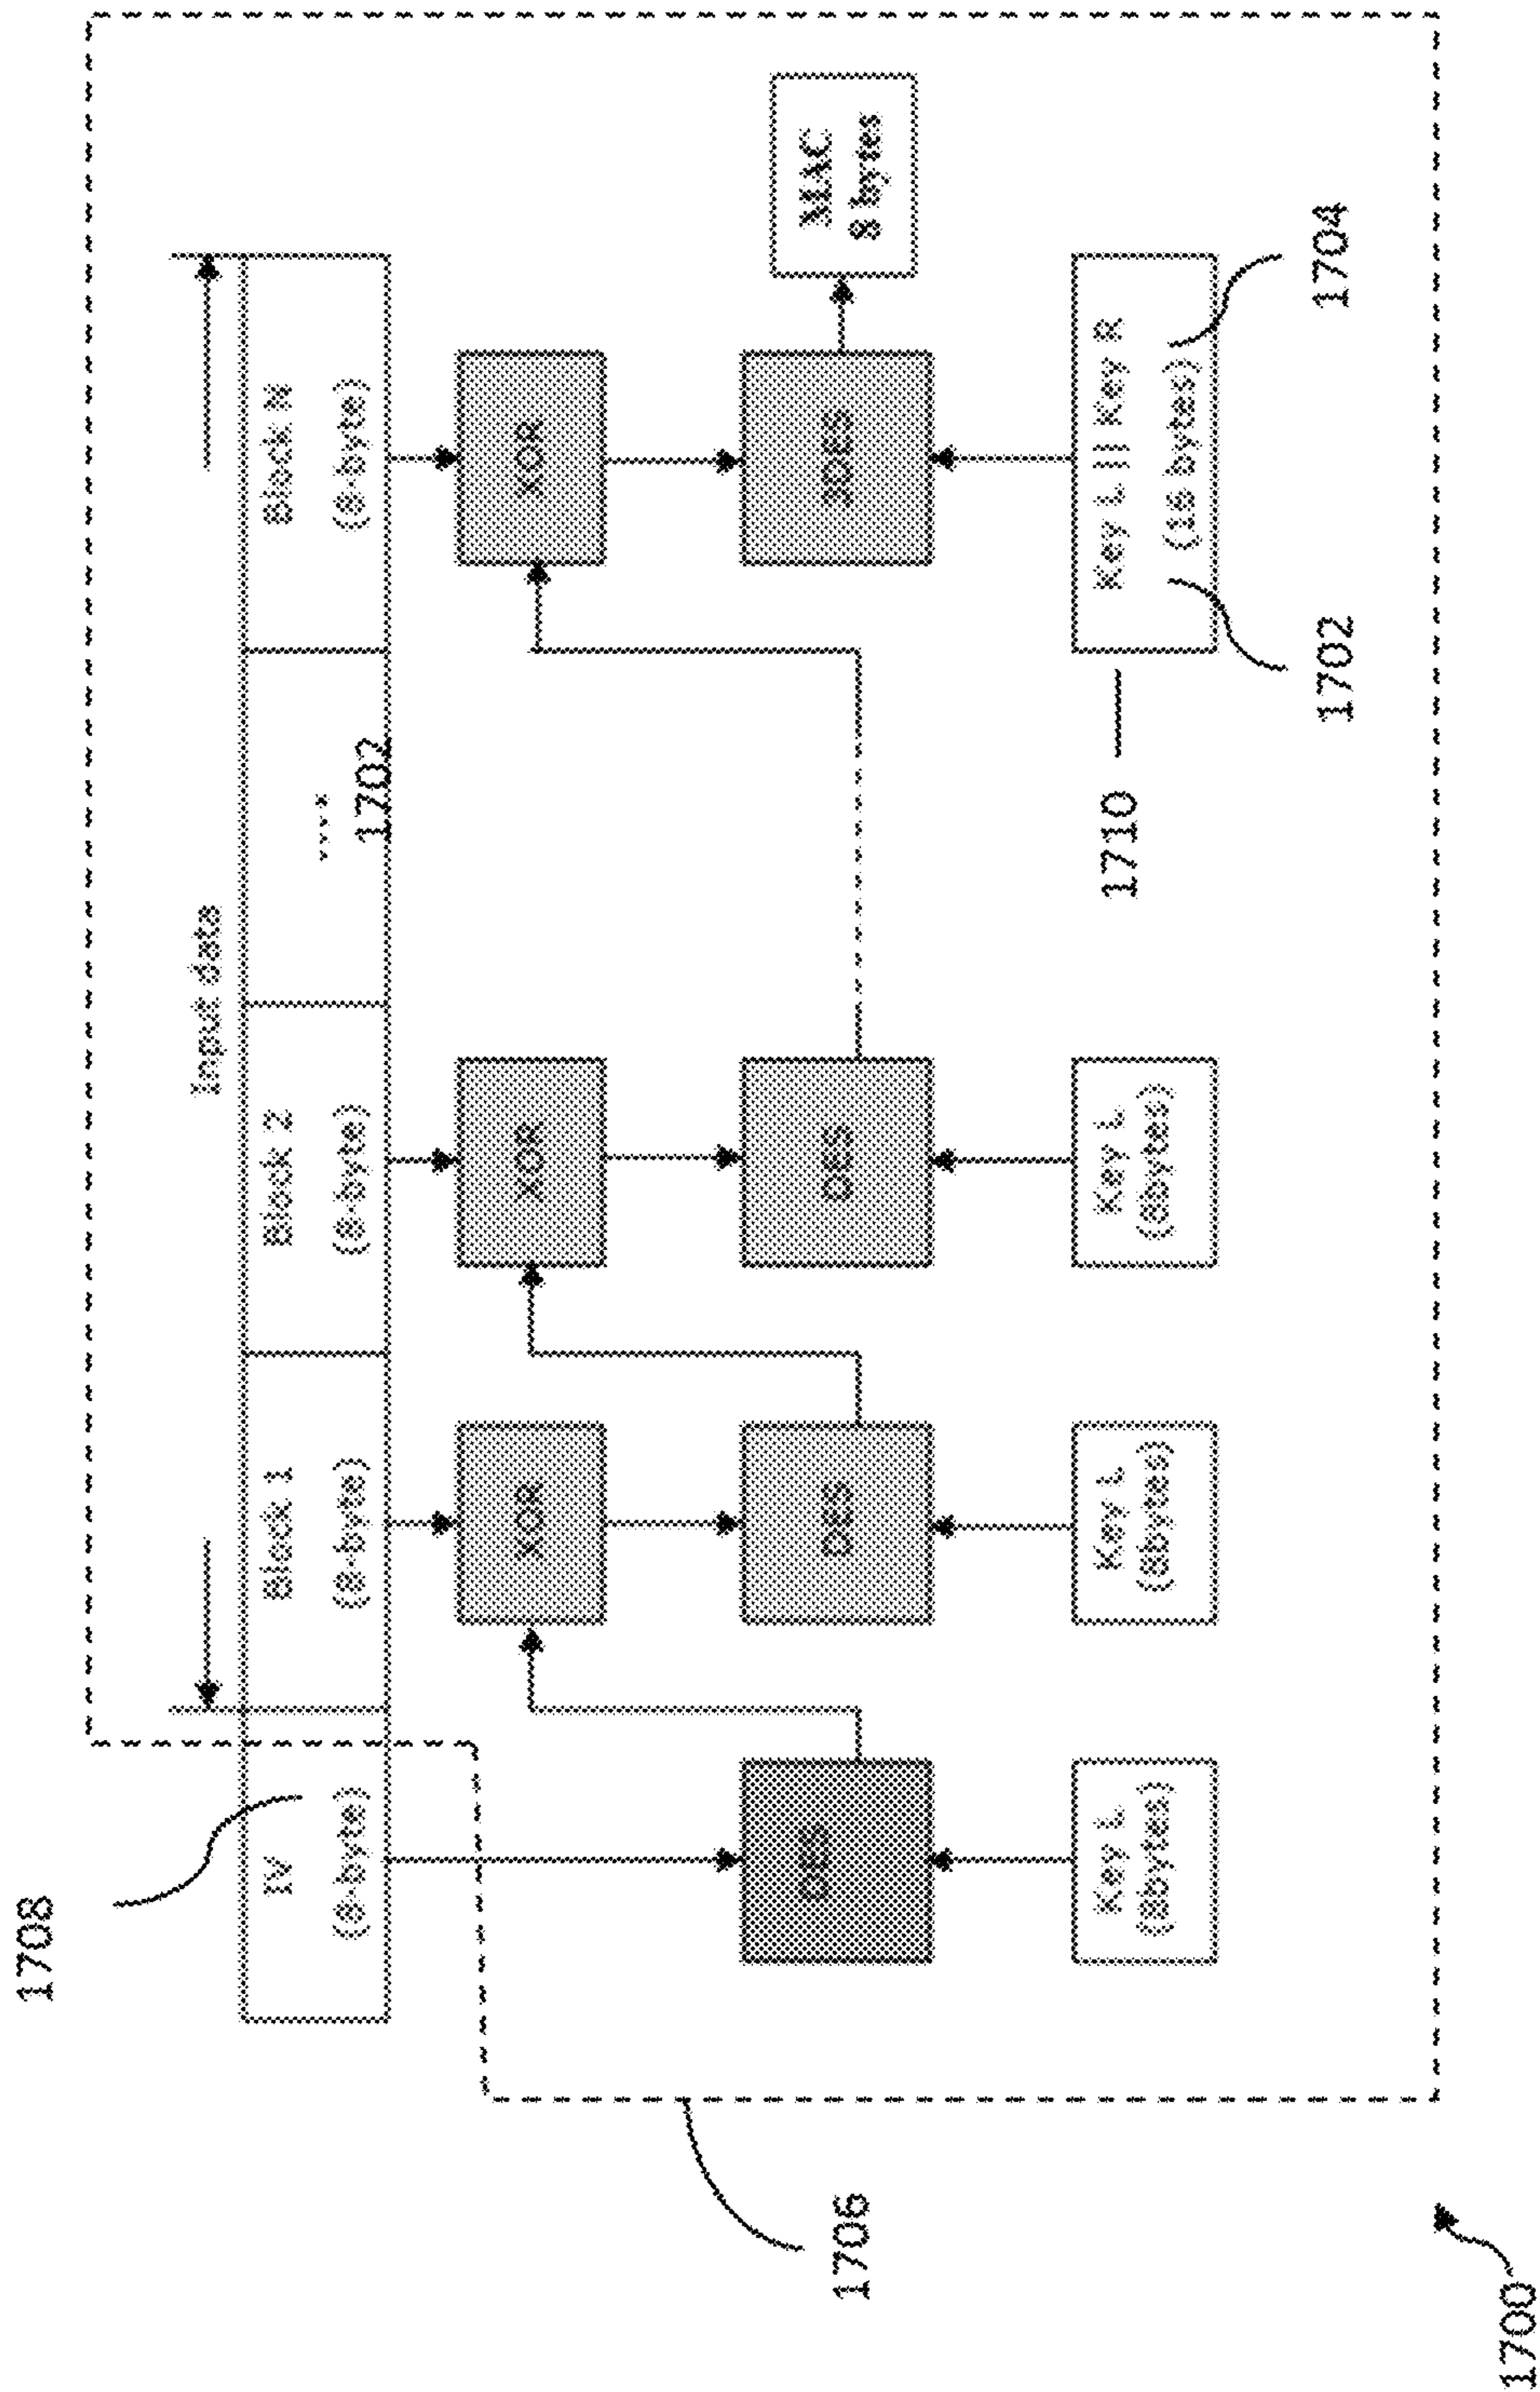 1708
Input data
IV
(8-byte)
Block 1
(8-byte)
Block 2
(8-byte)
....
1702
Block N
(8-byte)
XOR
XOR
XOR
DES
DES
DES
3DES
MAC
8 bytes
Key L
(8bytes)
Key L
(8bytes)
Key L
(8bytes)
1710
Key L || Key R
(16 bytes)
1702
1704
1706
1700